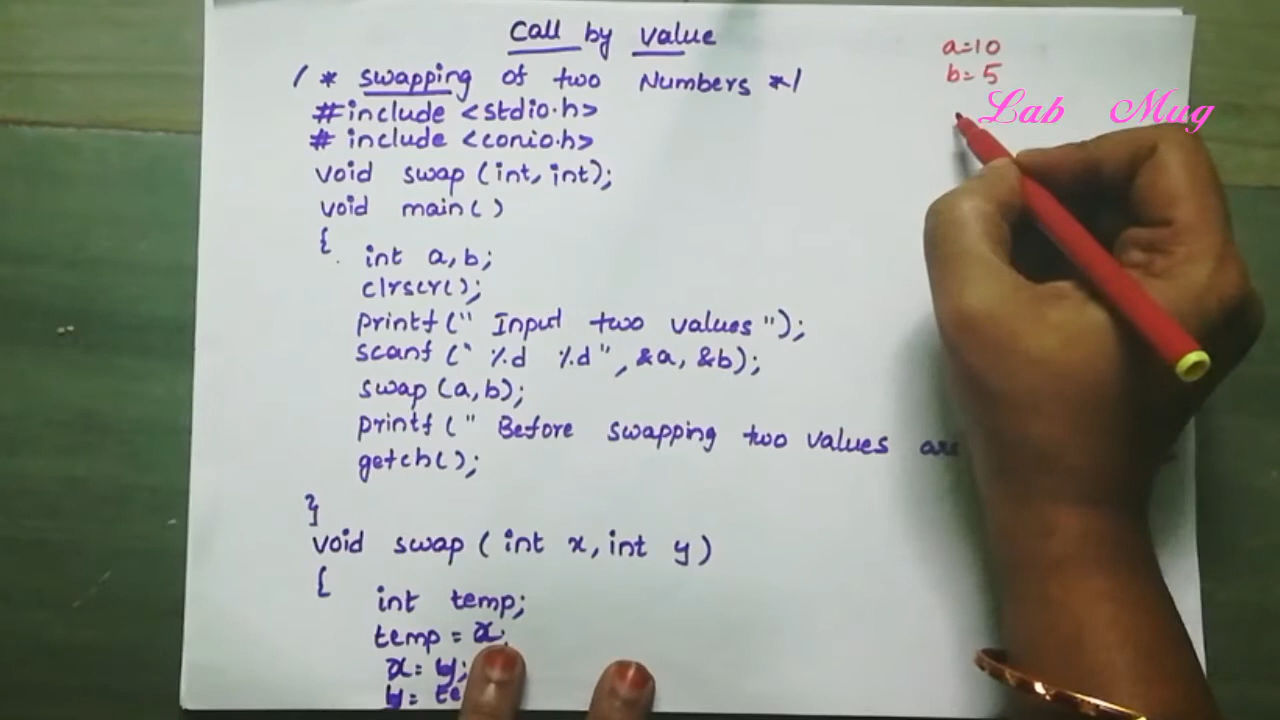 Call by value
/ * swapping of two Numbers */
#include <stdio.h>
# include <conio.h>
void swap (int, int);
void main()
{
int a, b;
clrscr();
printf (" Input two values ");
scanf (" %d %d", &a, &b);
swap (a, b);
printf (" Before swapping two values are
getch();
}
void swap ( int x, int y )
{
int temp;
temp = x;
x = y;
y = te
a=10
b=5
Lab Mug